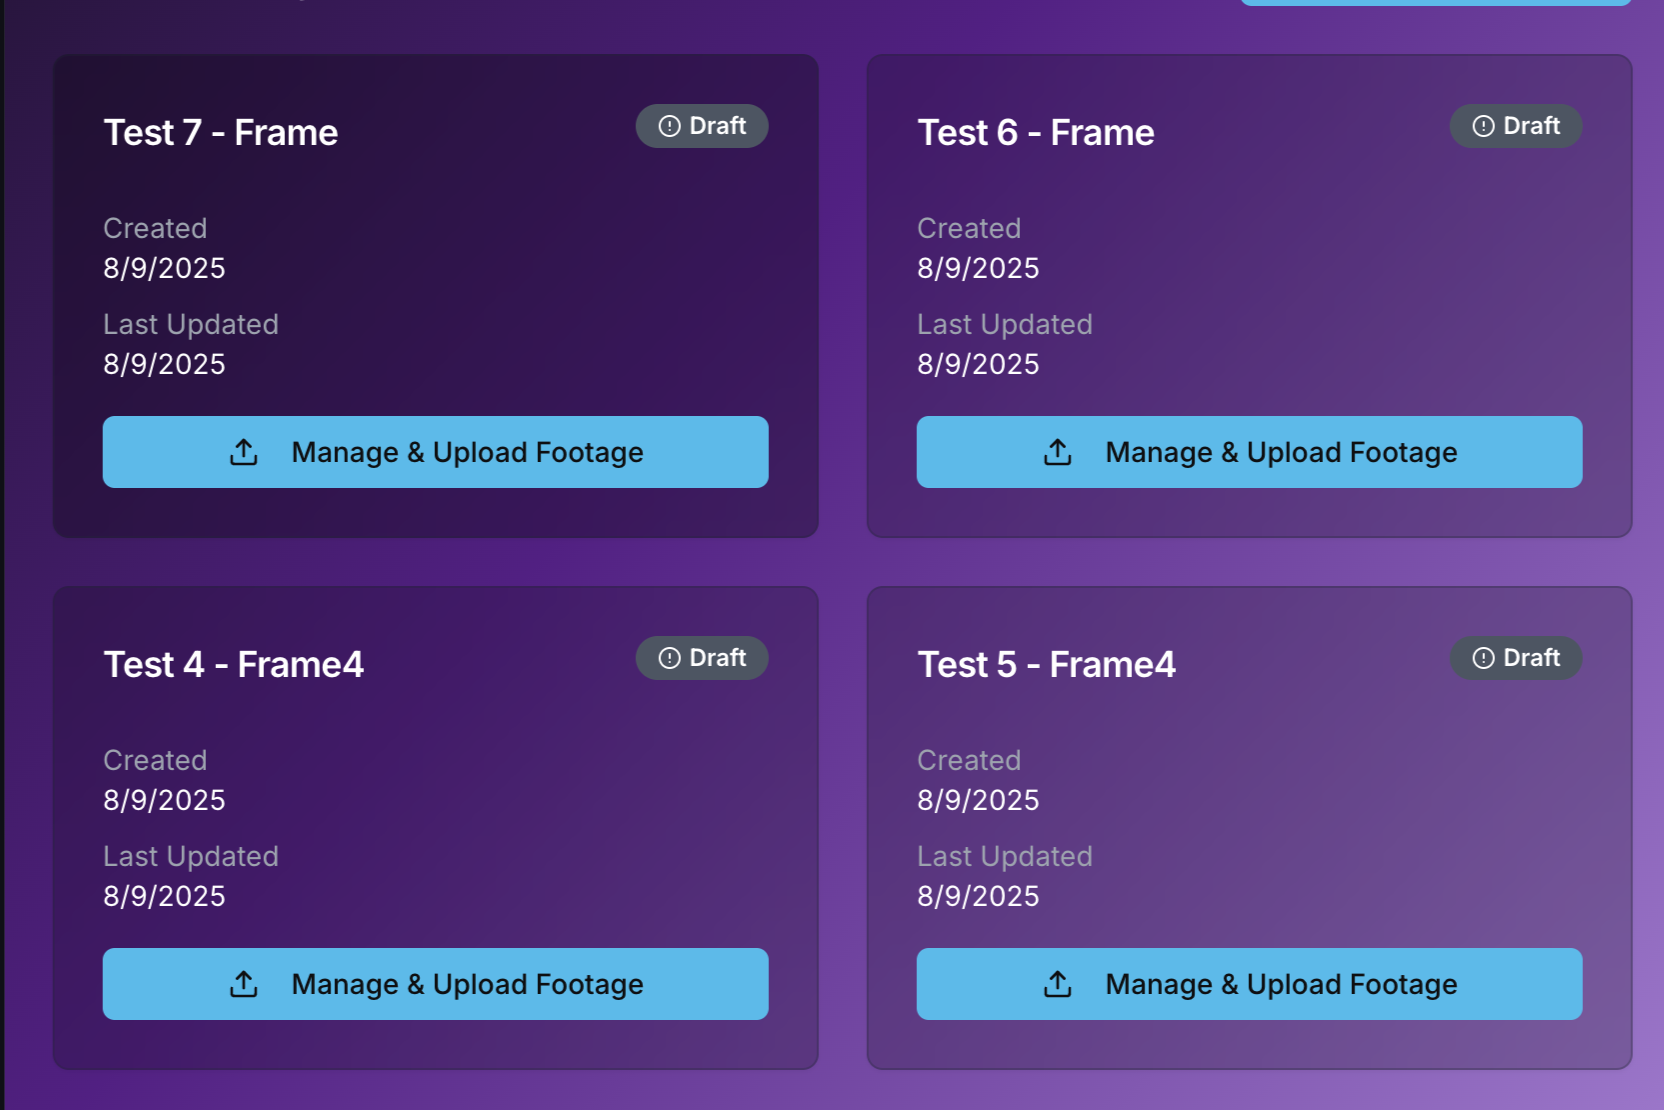 Test 7 - Frame
Draft
Created
8/9/2025
Last Updated
8/9/2025
Manage & Upload Footage
Test 6 - Frame
Draft
Created
8/9/2025
Last Updated
8/9/2025
Manage & Upload Footage
Test 4 - Frame4
Draft
Created
8/9/2025
Last Updated
8/9/2025
Manage & Upload Footage
Test 5 - Frame4
Draft
Created
8/9/2025
Last Updated
8/9/2025
Manage & Upload Footage